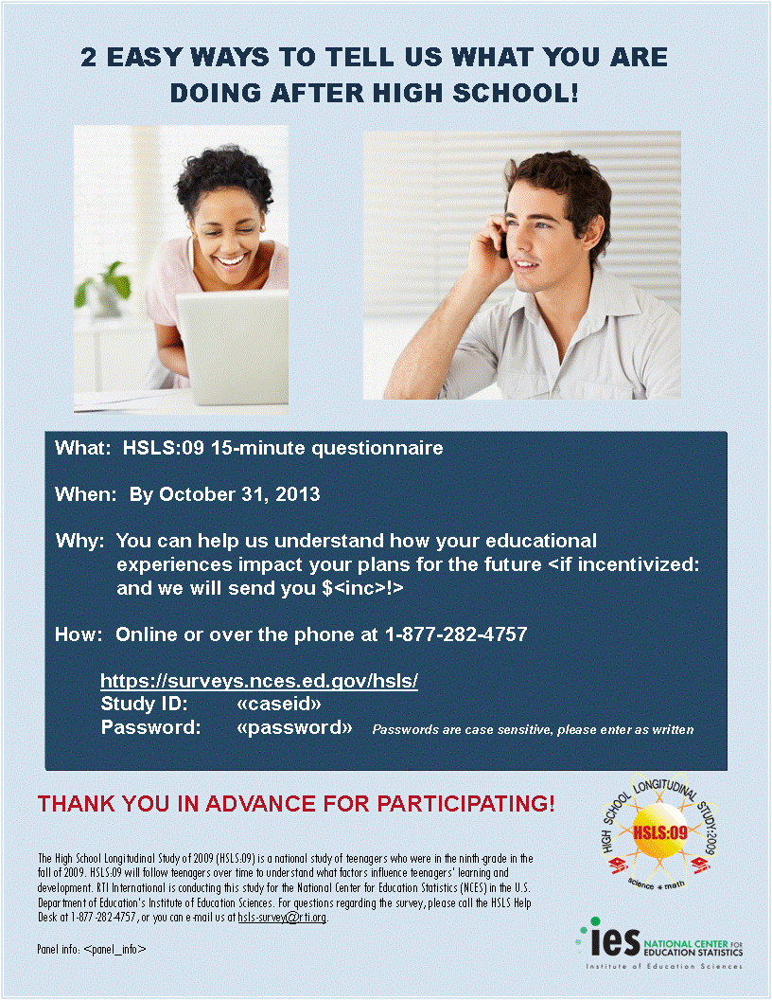 2 EASY WAYS TO TELL US WHAT YOU ARE
DOING AFTER HIGH SCHOOL!
What: HSLS:09 15-minute questionnaire
When: By October 31, 2013
Why: You can help us understand how your educational
experiences impact your plans for the future <if incentivized:
and we will send you $<inc>!>
How: Online or over the phone at 1-877-282-4757
https://surveys.nces.ed.gov/hsls/
Study ID: «caseid»
Password: «password» Passwords are case sensitive, please enter as written
THANK YOU IN ADVANCE FOR PARTICIPATING!
HIGH SCHOOL LONGITUDINAL STUDY:2009
HSLS:09
science * math
The High School Longitudinal Study of 2009 (HSLS:09) is a national study of teenagers who were in the ninth-grade in the
fall of 2009. HSLS:09 will follow teenagers over time to understand what factors influence teenagers' learning and
development. RTI International is conducting this study for the National Center for Education Statistics (NCES) in the U.S.
Department of Education's Institute of Education Sciences. For questions regarding the survey, please call the HSLS Help
Desk at 1-877-282-4757, or you can e-mail us at hsls-survey@rti.org.
Panel info: <panel_info>
ies NATIONAL CENTER FOR
EDUCATION STATISTICS
Institute of Education Sciences